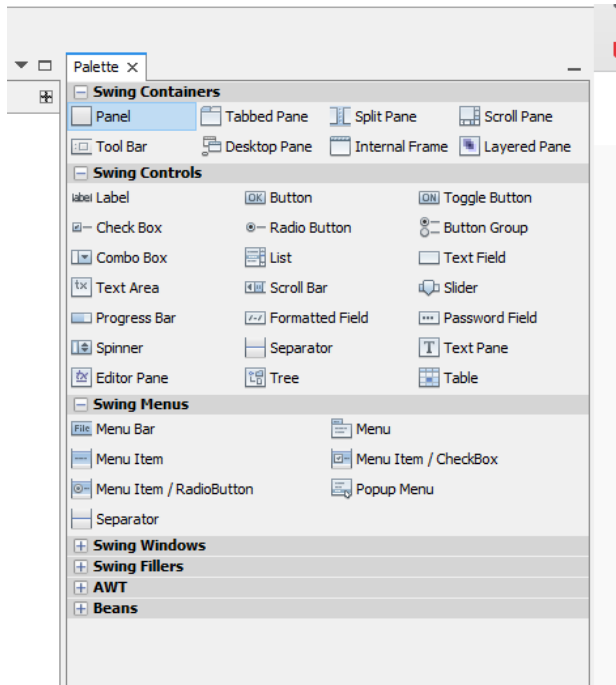 Palette
Swing Containers
Panel Tabbed Pane Split Pane Scroll Pane
Tool Bar Desktop Pane Internal Frame Layered Pane
Swing Controls
label Label OK Button ON Toggle Button
Check Box Radio Button Button Group
Combo Box List Text Field
tx Text Area Scroll Bar Slider
Progress Bar Formatted Field Password Field
Spinner Separator T Text Pane
tx Editor Pane Tree Table
Swing Menus
File Menu Bar Menu
Menu Item Menu Item / CheckBox
Menu Item / RadioButton Popup Menu
Separator
Swing Windows
Swing Fillers
AWT
Beans